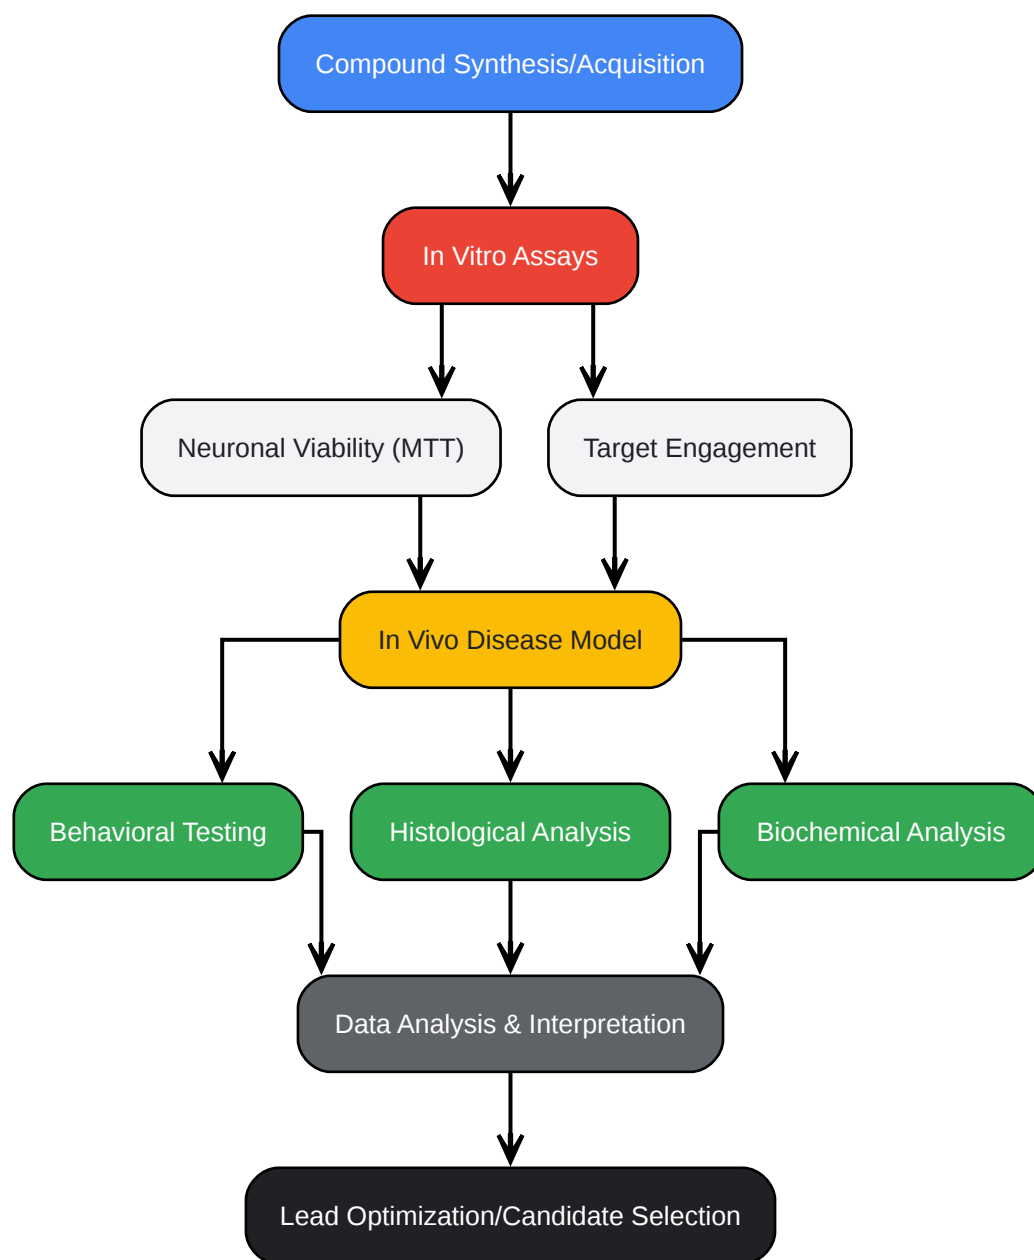 Compound Synthesis/Acquisition
In Vitro Assays
Neuronal Viability (MTT)
Target Engagement
In Vivo Disease Model
Behavioral Testing
Histological Analysis
Biochemical Analysis
Data Analysis & Interpretation
Lead Optimization/Candidate Selection